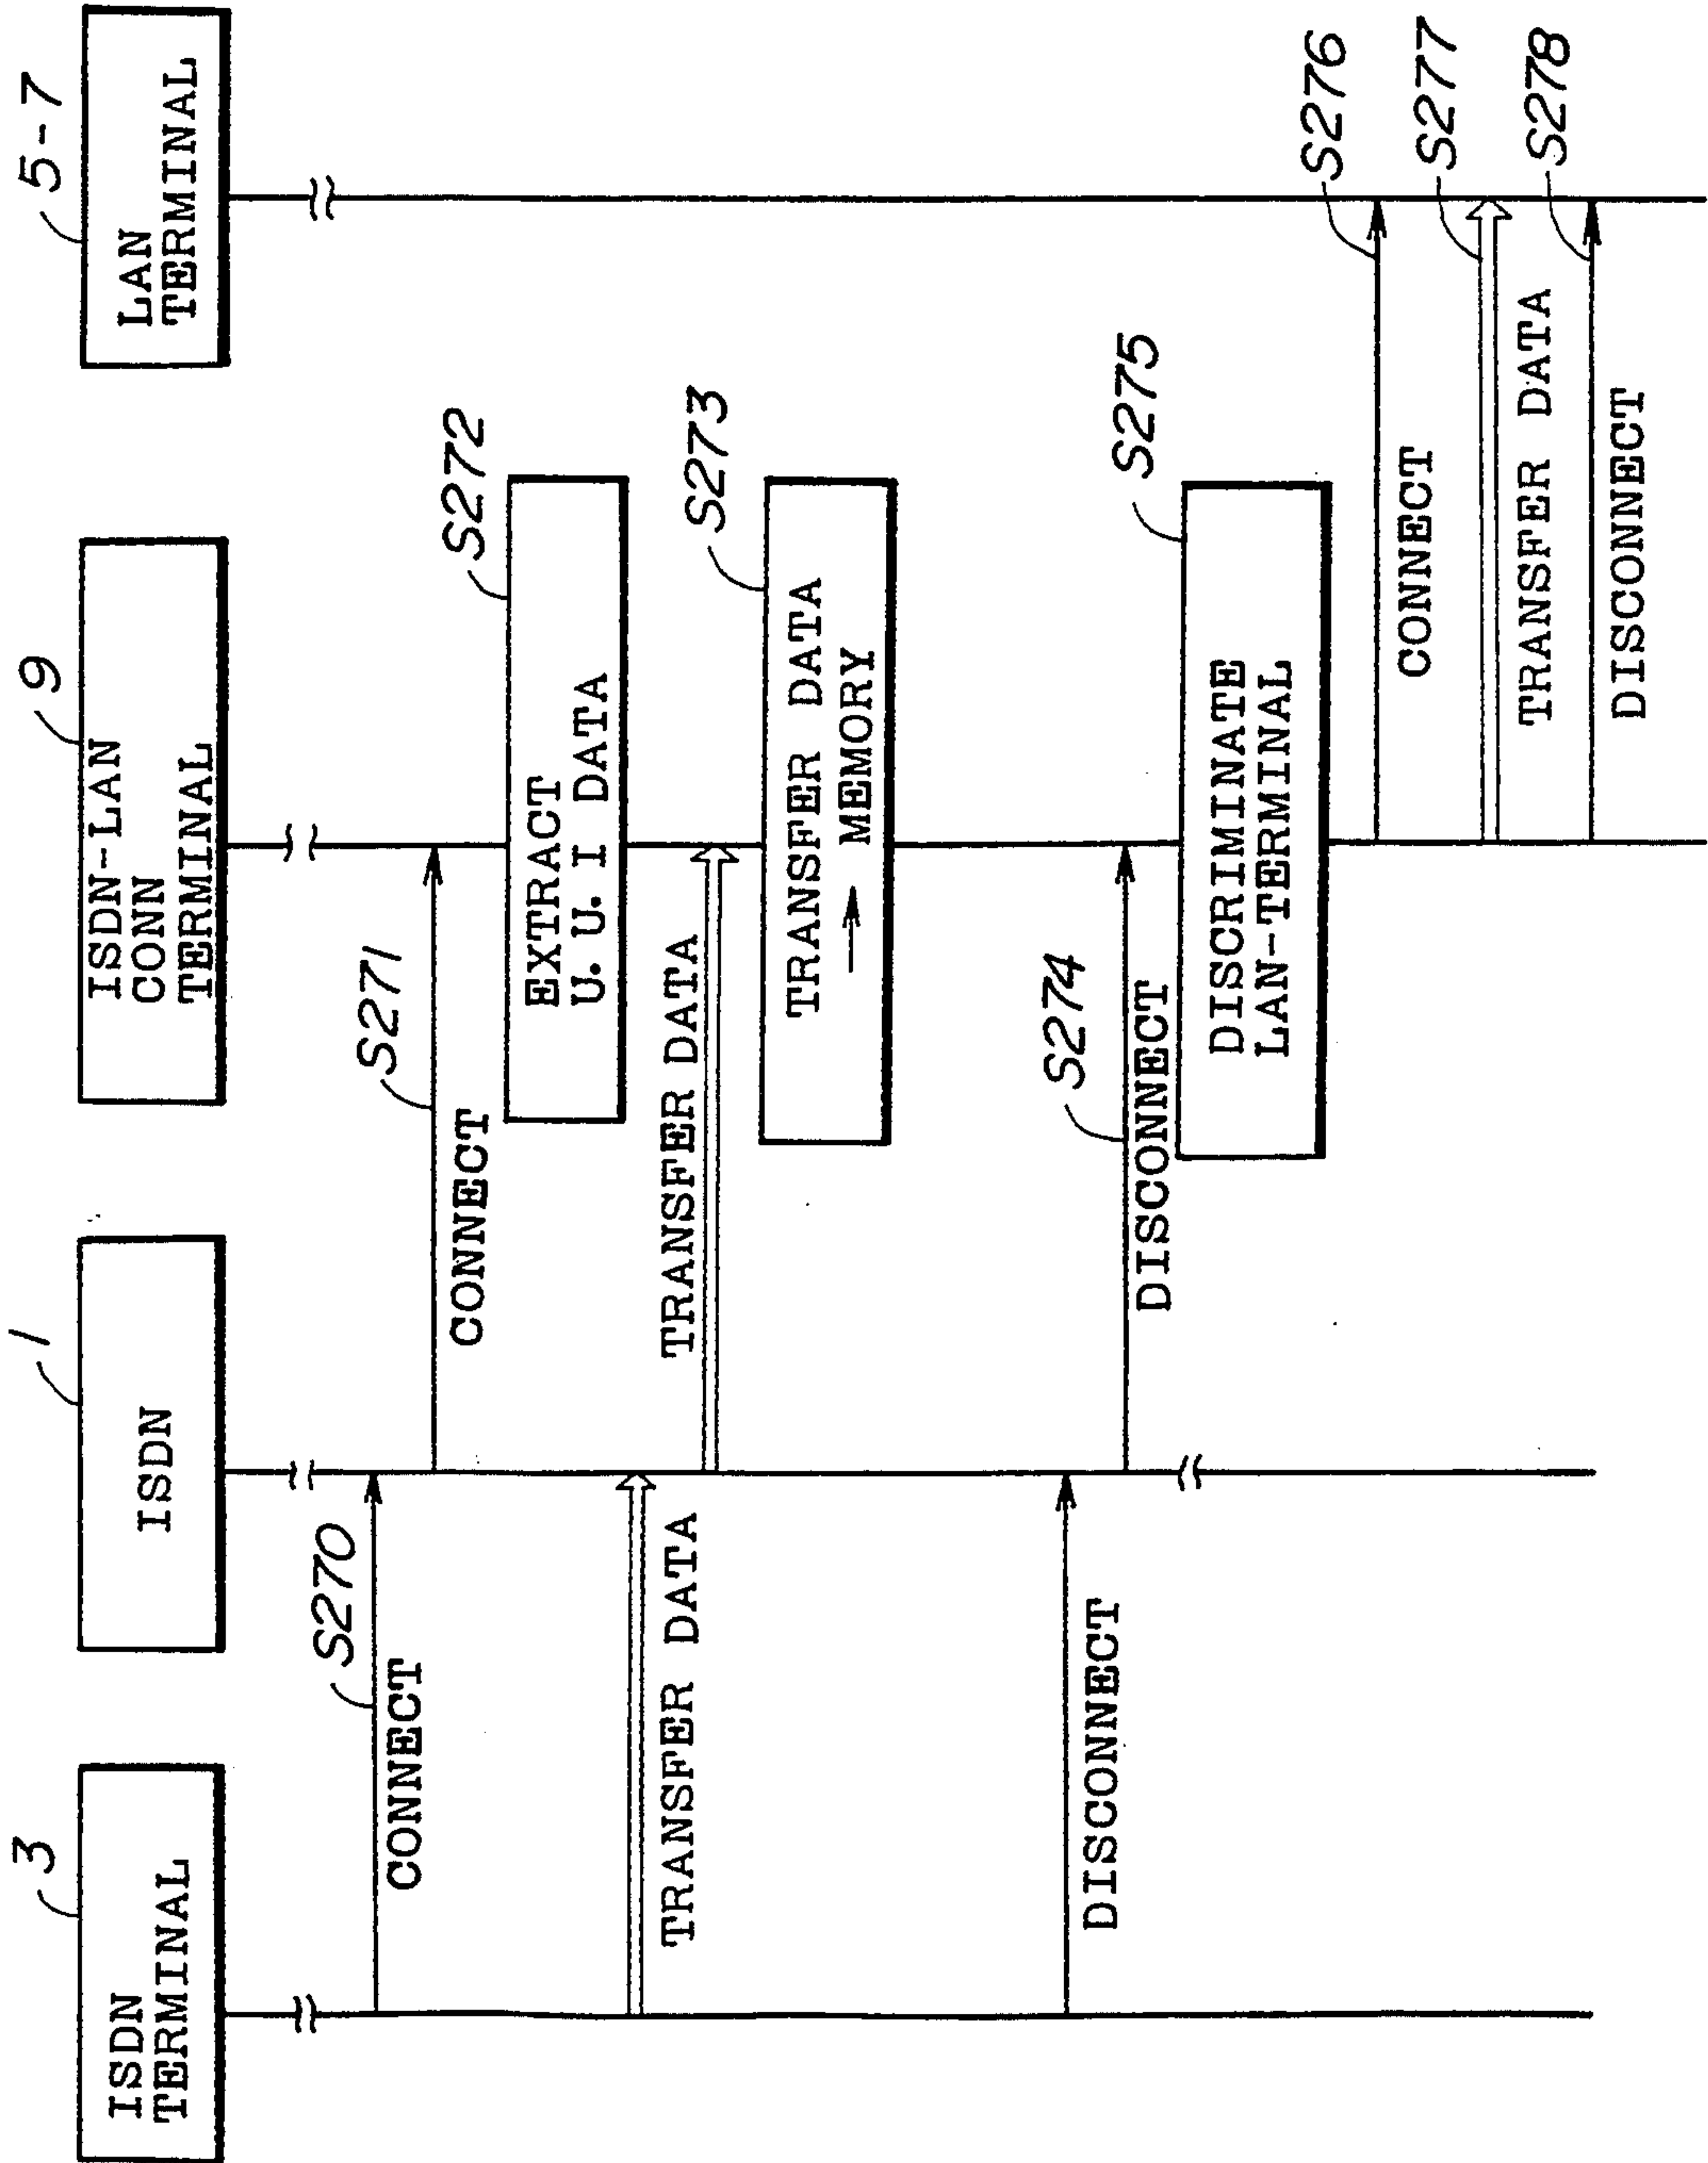 3
ISDN
TERMINAL
1
ISDN
9
ISDN-LAN
CONN
TERMINAL
5-7
LAN
TERMINAL
S270
CONNECT
S271
CONNECT
S272
EXTRACT
U. U. I DATA
TRANSFER DATA
TRANSFER DATA
S273
TRANSFER DATA
→ MEMORY
DISCONNECT
S274
DISCONNECT
S275
DISCRIMINATE
LAN-TERMINAL
S276
CONNECT
S277
TRANSFER DATA
S278
DISCONNECT